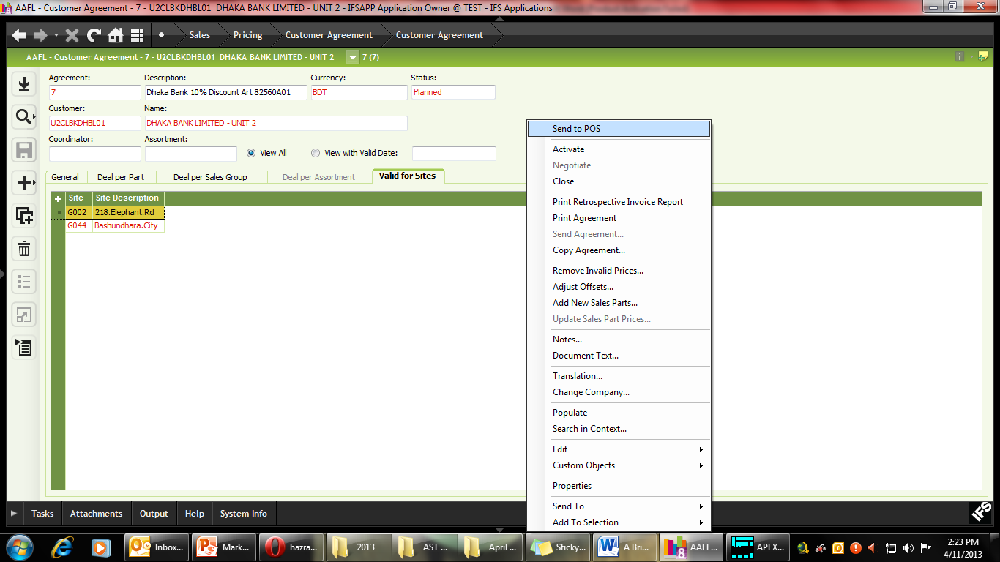 AAFL - Customer Agreement - 7 - U2CLBKDHBL01 DHAKA BANK LIMITED - UNIT 2 - IFSAPP Application Owner @ TEST - IFS Applications
Sales Pricing Customer Agreement Customer Agreement
AAFL - Customer Agreement - 7 - U2CLBKDHBL01 DHAKA BANK LIMITED - UNIT 2 7 (7)
Agreement: Description: Currency: Status:
7 Dhaka Bank 10% Discount Art 82560A01 BDT Planned
Customer: Name:
U2CLBKDHBL01 DHAKA BANK LIMITED - UNIT 2
Coordinator: Assortment:
View All View with Valid Date:
General Deal per Part Deal per Sales Group Deal per Assortment Valid for Sites
Site Site Description
G002 218.Elephant.Rd
G044 Bashundhara.City
Send to POS
Activate
Negotiate
Close
Print Retrospective Invoice Report
Print Agreement
Send Agreement...
Copy Agreement...
Remove Invalid Prices...
Adjust Offsets...
Add New Sales Parts...
Update Sales Part Prices...
Notes...
Document Text...
Translation...
Change Company...
Populate
Search in Context...
Edit
Custom Objects
Properties
Send To
Add To Selection
Tasks Attachments Output Help System Info IFS
Inbox... Mark... hazra... 2013 AST ... April ... Sticky... A Bri... AAFL... APEX...
2:23 PM
4/11/2013